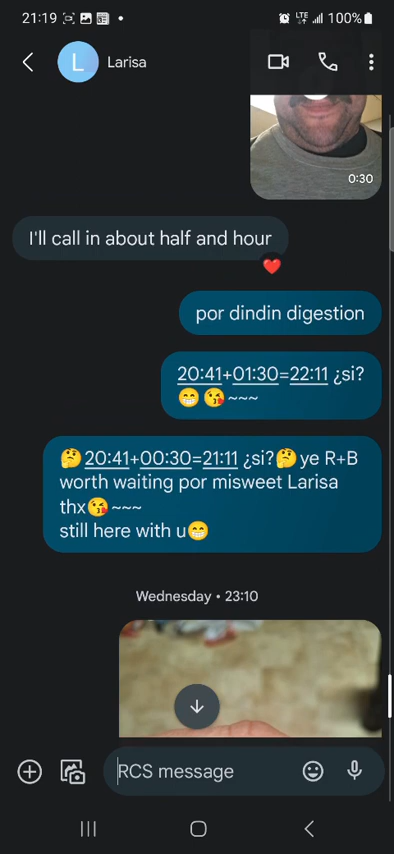 21:19 LTE 100%
L Larisa
0:30
I'll call in about half and hour
❤️
por dindin digestion
20:41+01:30=22:11 ¿si?
😁😘~~~
🤔20:41+00:30=21:11 ¿si?🤔ye R+B
worth waiting por misweet Larisa
thx😘~~~
still here with u😁
Wednesday • 23:10
RCS message